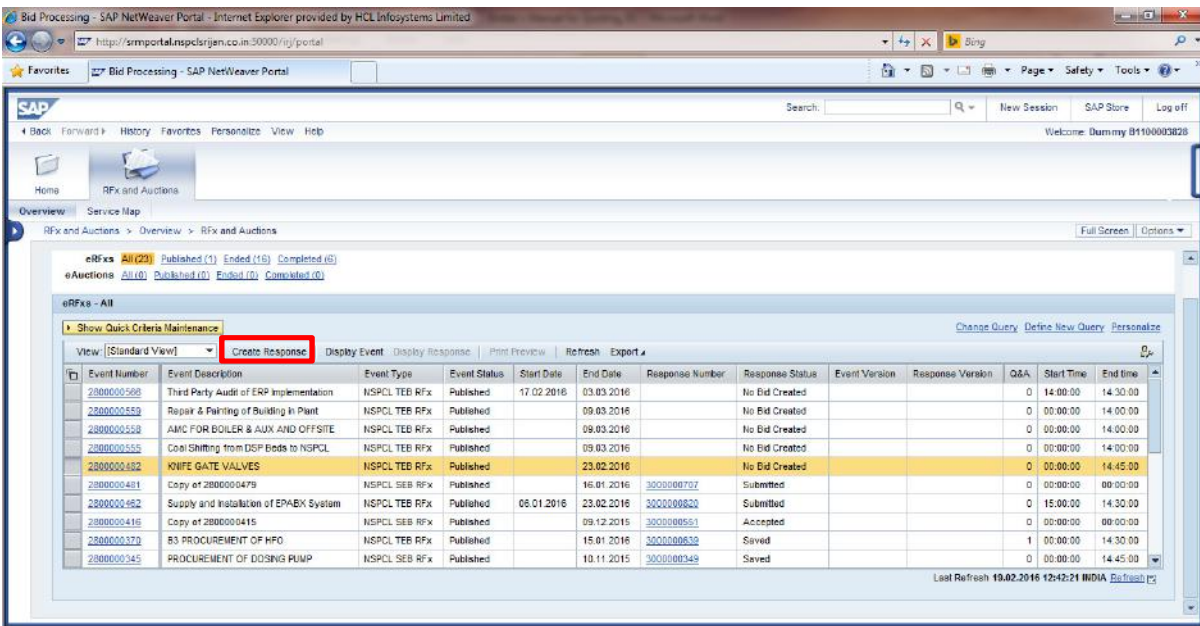 Bid Processing - SAP NetWeaver Portal - Internet Explorer provided by HCL Infosystems Limited
http://srmportal.nspclsrijan.co.in:50000/irj/portal Bing
Favorites Bid Processing - SAP NetWeaver Portal Page Safety Tools
SAP Search: New Session SAP Store Log off
Back Forward History Favorites Personalize View Help Welcome: Dummy B1100003828
Home RFx and Auctions
Overview Service Map
RFx and Auctions > Overview > RFx and Auctions Full Screen Options
eRFxs All (23) Published (1) Ended (16) Completed (6)
eAuctions All (0) Published (0) Ended (0) Completed (0)
eRFxs - All
Show Quick Criteria Maintenance Change Query Define New Query Personalize
View: [Standard View] Create Response Display Event Display Response Print Preview Refresh Export
Event Number Event Description Event Type Event Status Start Date End Date Response Number Response Status Event Version Response Version Q&A Start Time End time
2800000566 Third Party Audit of ERP Implementation NSPCL TEB RFx Published 17.02.2016 03.03.2016 No Bid Created 0 14:00:00 14:30:00
2800000559 Repair & Painting of Building in Plant NSPCL TEB RFx Published 09.03.2016 No Bid Created 0 00:00:00 14:00:00
2800000558 AMC FOR BOILER & AUX AND OFFSITE NSPCL TEB RFx Published 09.03.2016 No Bid Created 0 00:00:00 14:00:00
2800000555 Coal Shifting from DSP Beds to NSPCL NSPCL TEB RFx Published 09.03.2016 No Bid Created 0 00:00:00 14:00:00
2800000482 KNIFE GATE VALVES NSPCL TEB RFx Published 23.02.2016 No Bid Created 0 00:00:00 14:45:00
2800000481 Copy of 2800000479 NSPCL SEB RFx Published 16.01.2016 3000000707 Submitted 0 00:00:00 00:00:00
2800000462 Supply and Installation of EPABX System NSPCL TEB RFx Published 06.01.2016 23.02.2016 3000000820 Submitted 0 15:00:00 14:30:00
2800000416 Copy of 2800000415 NSPCL SEB RFx Published 09.12.2015 3000000551 Accepted 0 00:00:00 00:00:00
2800000370 B3 PROCUREMENT OF HFO NSPCL TEB RFx Published 15.01.2016 3000000639 Saved 1 00:00:00 14:30:00
2800000345 PROCUREMENT OF DOSING PUMP NSPCL SEB RFx Published 10.11.2015 3000000349 Saved 0 00:00:00 14:45:00
Last Refresh 19.02.2016 12:42:21 INDIA Refresh